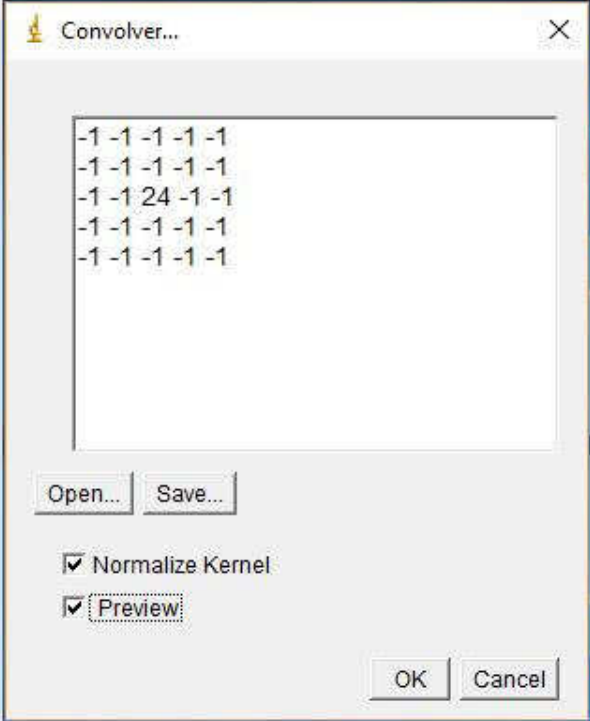 Convolver...
-1 -1 -1 -1 -1
-1 -1 -1 -1 -1
-1 -1 24 -1 -1
-1 -1 -1 -1 -1
-1 -1 -1 -1 -1
Open... Save...
Normalize Kernel
Preview
OK Cancel